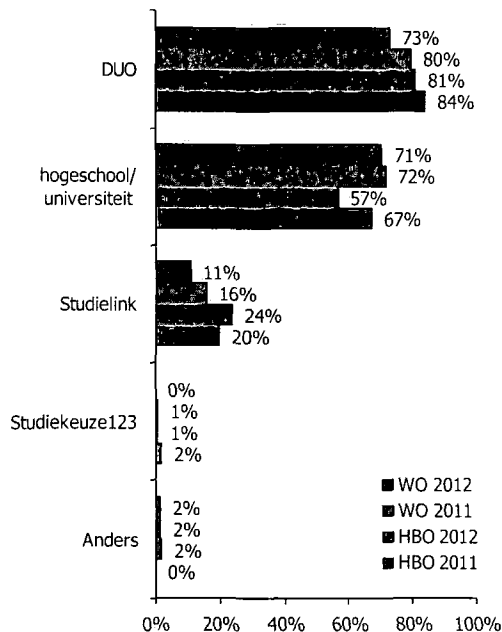 73%
80%
DUO
81%
84%
71%
hogeschool/
72%
universiteit
57%
67%
11%
16%
Studielink
24%
20%
0%
1%
Studiekeuze123
1%
2%
WO 2012
2%
WO 2011
2%
Anders
2%
HBO 2012
0%
HBO 2011
0% 20% 40% 60% 80% 100%